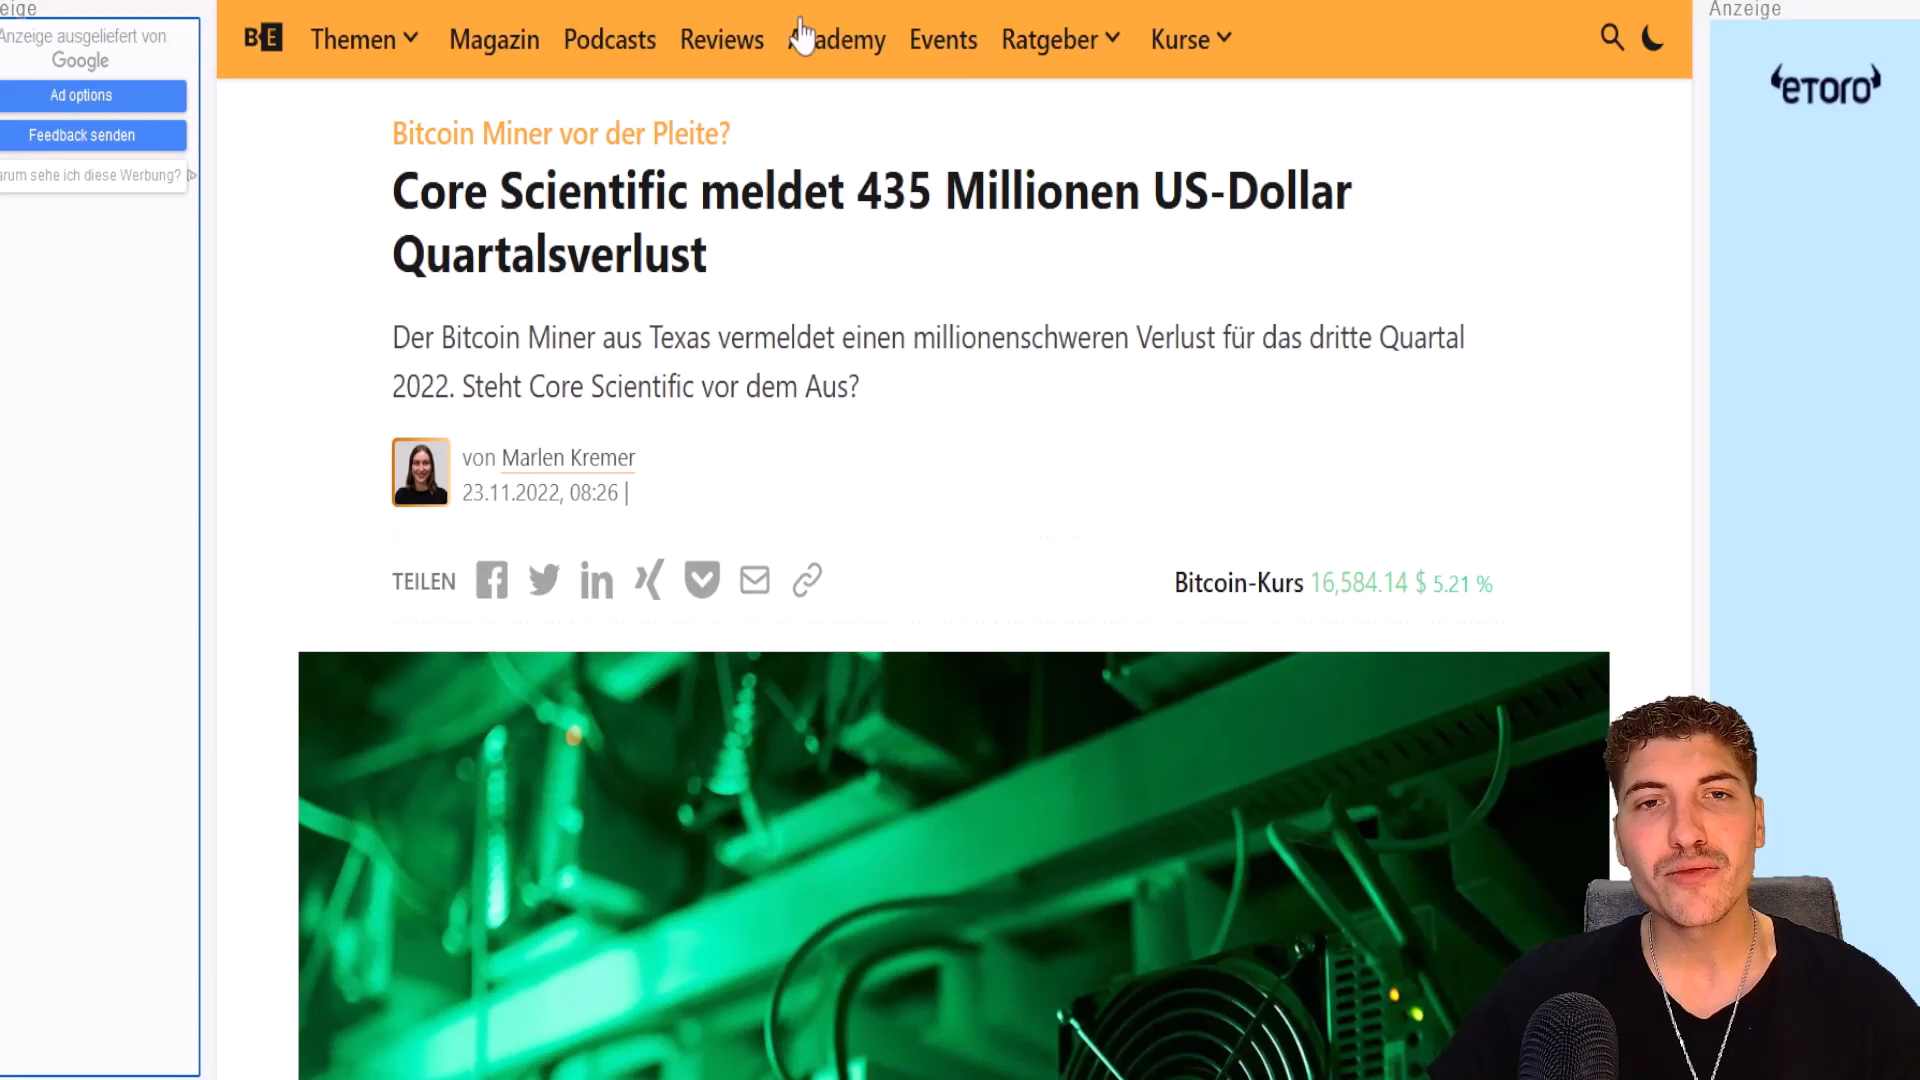 eige
Anzeige ausgeliefert von
Google
Ad options
Feedback senden
arum sehe ich diese Werbung?
BE
Themen
Magazin
Podcasts
Reviews
ademy
Events
Ratgeber
Kurse
Bitcoin Miner vor der Pleite?
Core Scientific meldet 435 Millionen US-Dollar
Quartalsverlust
Der Bitcoin Miner aus Texas vermeldet einen millionenschweren Verlust für das dritte Quartal
2022. Steht Core Scientific vor dem Aus?
von Marlen Kremer
23.11.2022, 08:26 |
TEILEN
Bitcoin-Kurs 16,584.14 $ 5.21 %
Anzeige
eToro